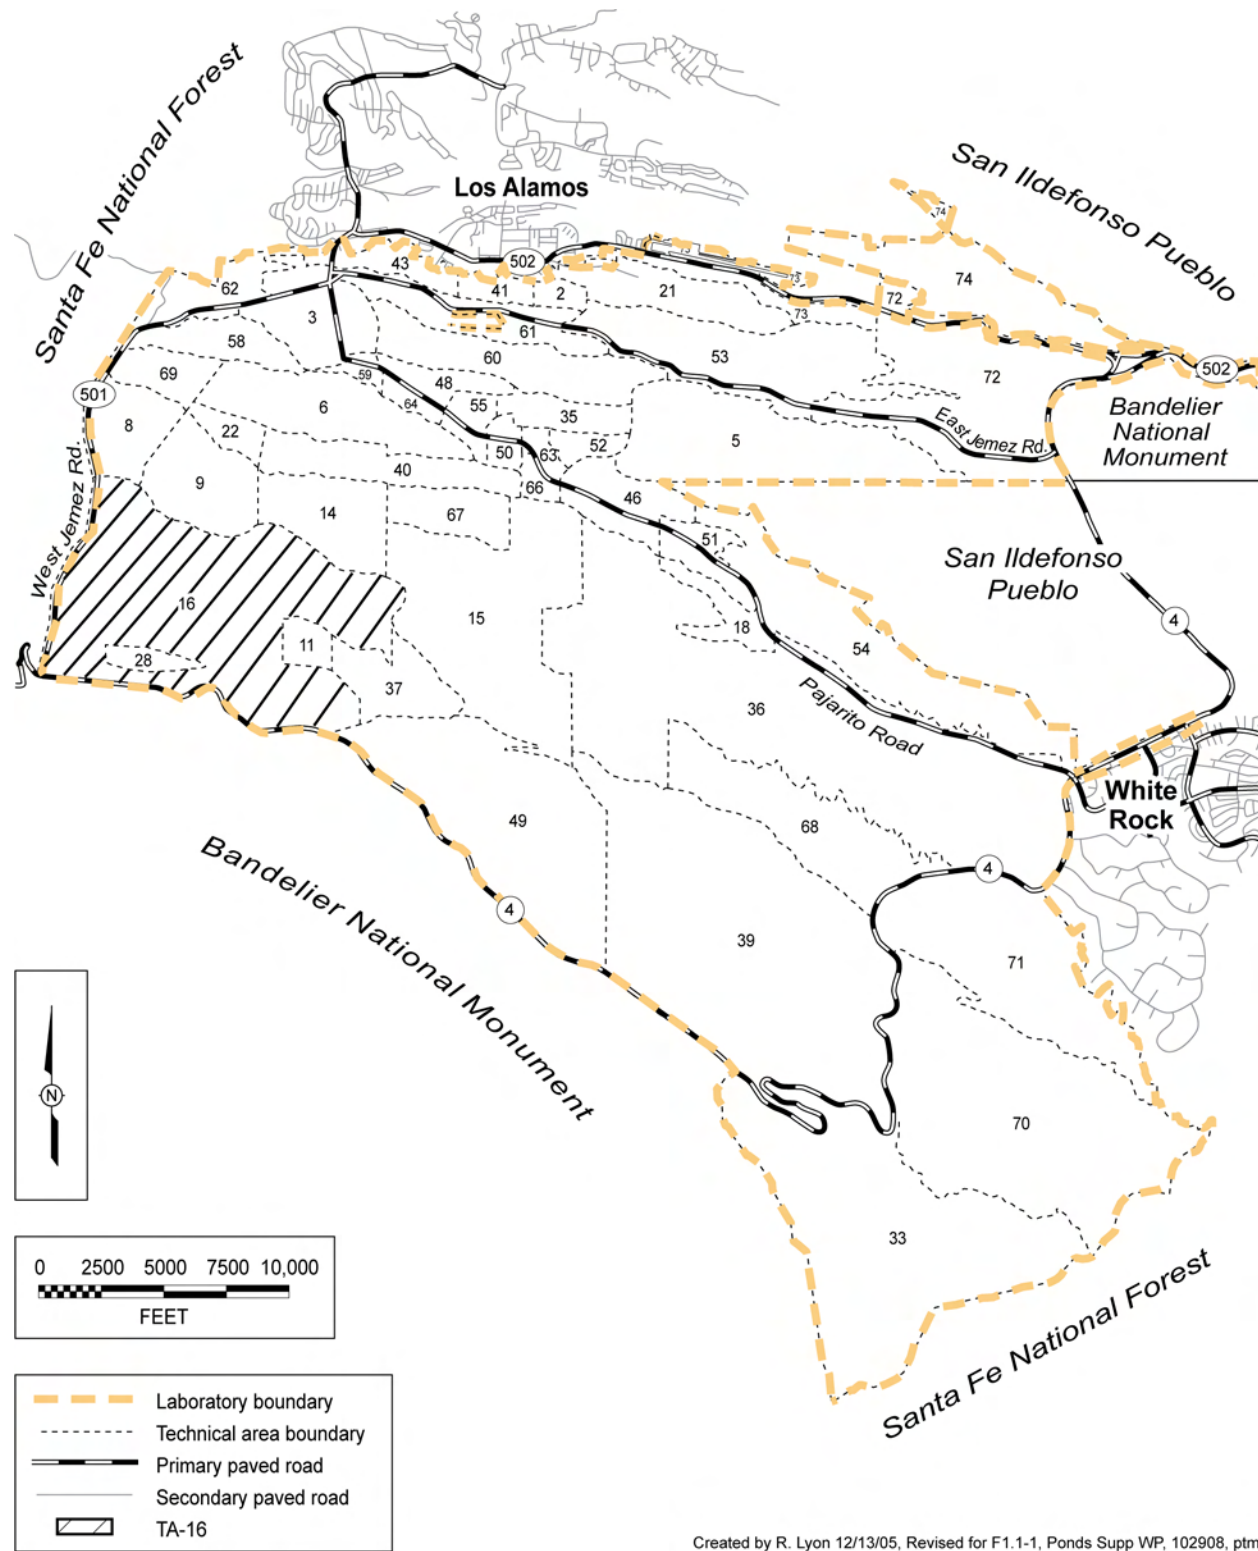 Santa Fe National Forest
Los Alamos
San Ildefonso
Pueblo
502
74
43
62
41
2
21
73
72
74
73
3
61
53
58
60
72
502
69
59
48
501
8
6
64
55
35
East Jemez Rd.
Bandelier
National
Monument
22
50
63
52
5
9
40
66
46
14
67
51
West Jemez Rd.
San Ildefonso
Pueblo
16
15
18
4
11
54
28
37
36
Pajarito Road
White
Rock
49
68
Bandelier National Monument
4
4
39
71
N
70
33
0 2500 5000 7500 10,000
FEET
Santa Fe National Forest
Laboratory boundary
Technical area boundary
Primary paved road
Secondary paved road
TA-16
Created by R. Lyon 12/13/05, Revised for F1.1-1, Ponds Supp WP, 102908, ptm